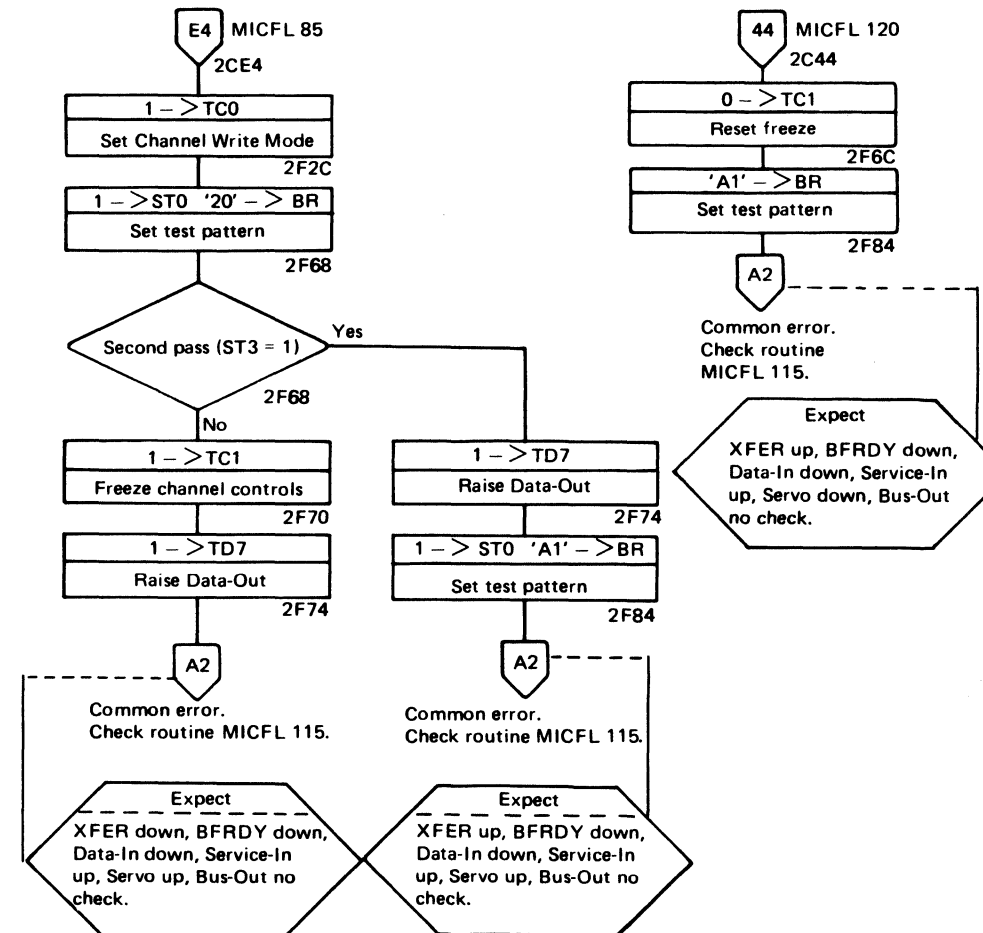 E4 MICFL 85
2CE4
1 —>TC0
Set Channel Write Mode
2F2C
1 —>ST0 '20' —> BR
Set test pattern
2F68
Second pass (ST3 = 1)
Yes
2F68
No
1 —>TC1
Freeze channel controls
2F70
1 —>TD7
Raise Data-Out
2F74
A2
Common error.
Check routine MICFL 115.
Expect
XFER down, BFRDY down,
Data-In down, Service-In
up, Servo up, Bus-Out no
check.
1 —>TD7
Raise Data-Out
2F74
1 —> ST0 'A1' —>BR
Set test pattern
2F84
A2
Common error.
Check routine MICFL 115.
Expect
XFER up, BFRDY down,
Data-In down, Service-In
up, Servo up, Bus-Out no
check.
44 MICFL 120
2C44
0 —>TC1
Reset freeze
2F6C
'A1' —>BR
Set test pattern
2F84
A2
Common error.
Check routine
MICFL 115.
Expect
XFER up, BFRDY down,
Data-In down, Service-In
up, Servo down, Bus-Out
no check.